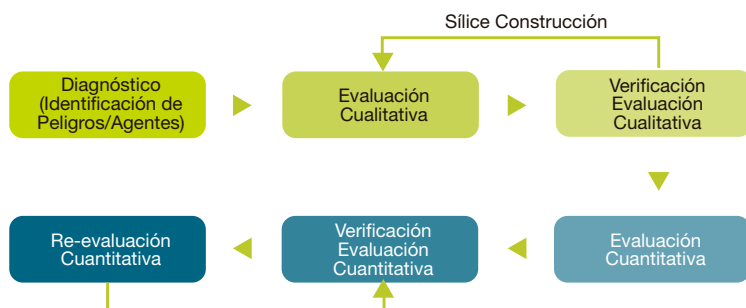 Sílice Construcción
Diagnóstico
(Identificación de
Peligros/Agentes)
Evaluación
Cualitativa
Verificación
Evaluación
Cualitativa
Re-evaluación
Cuantitativa
Verificación
Evaluación
Cuantitativa
Evaluación
Cuantitativa